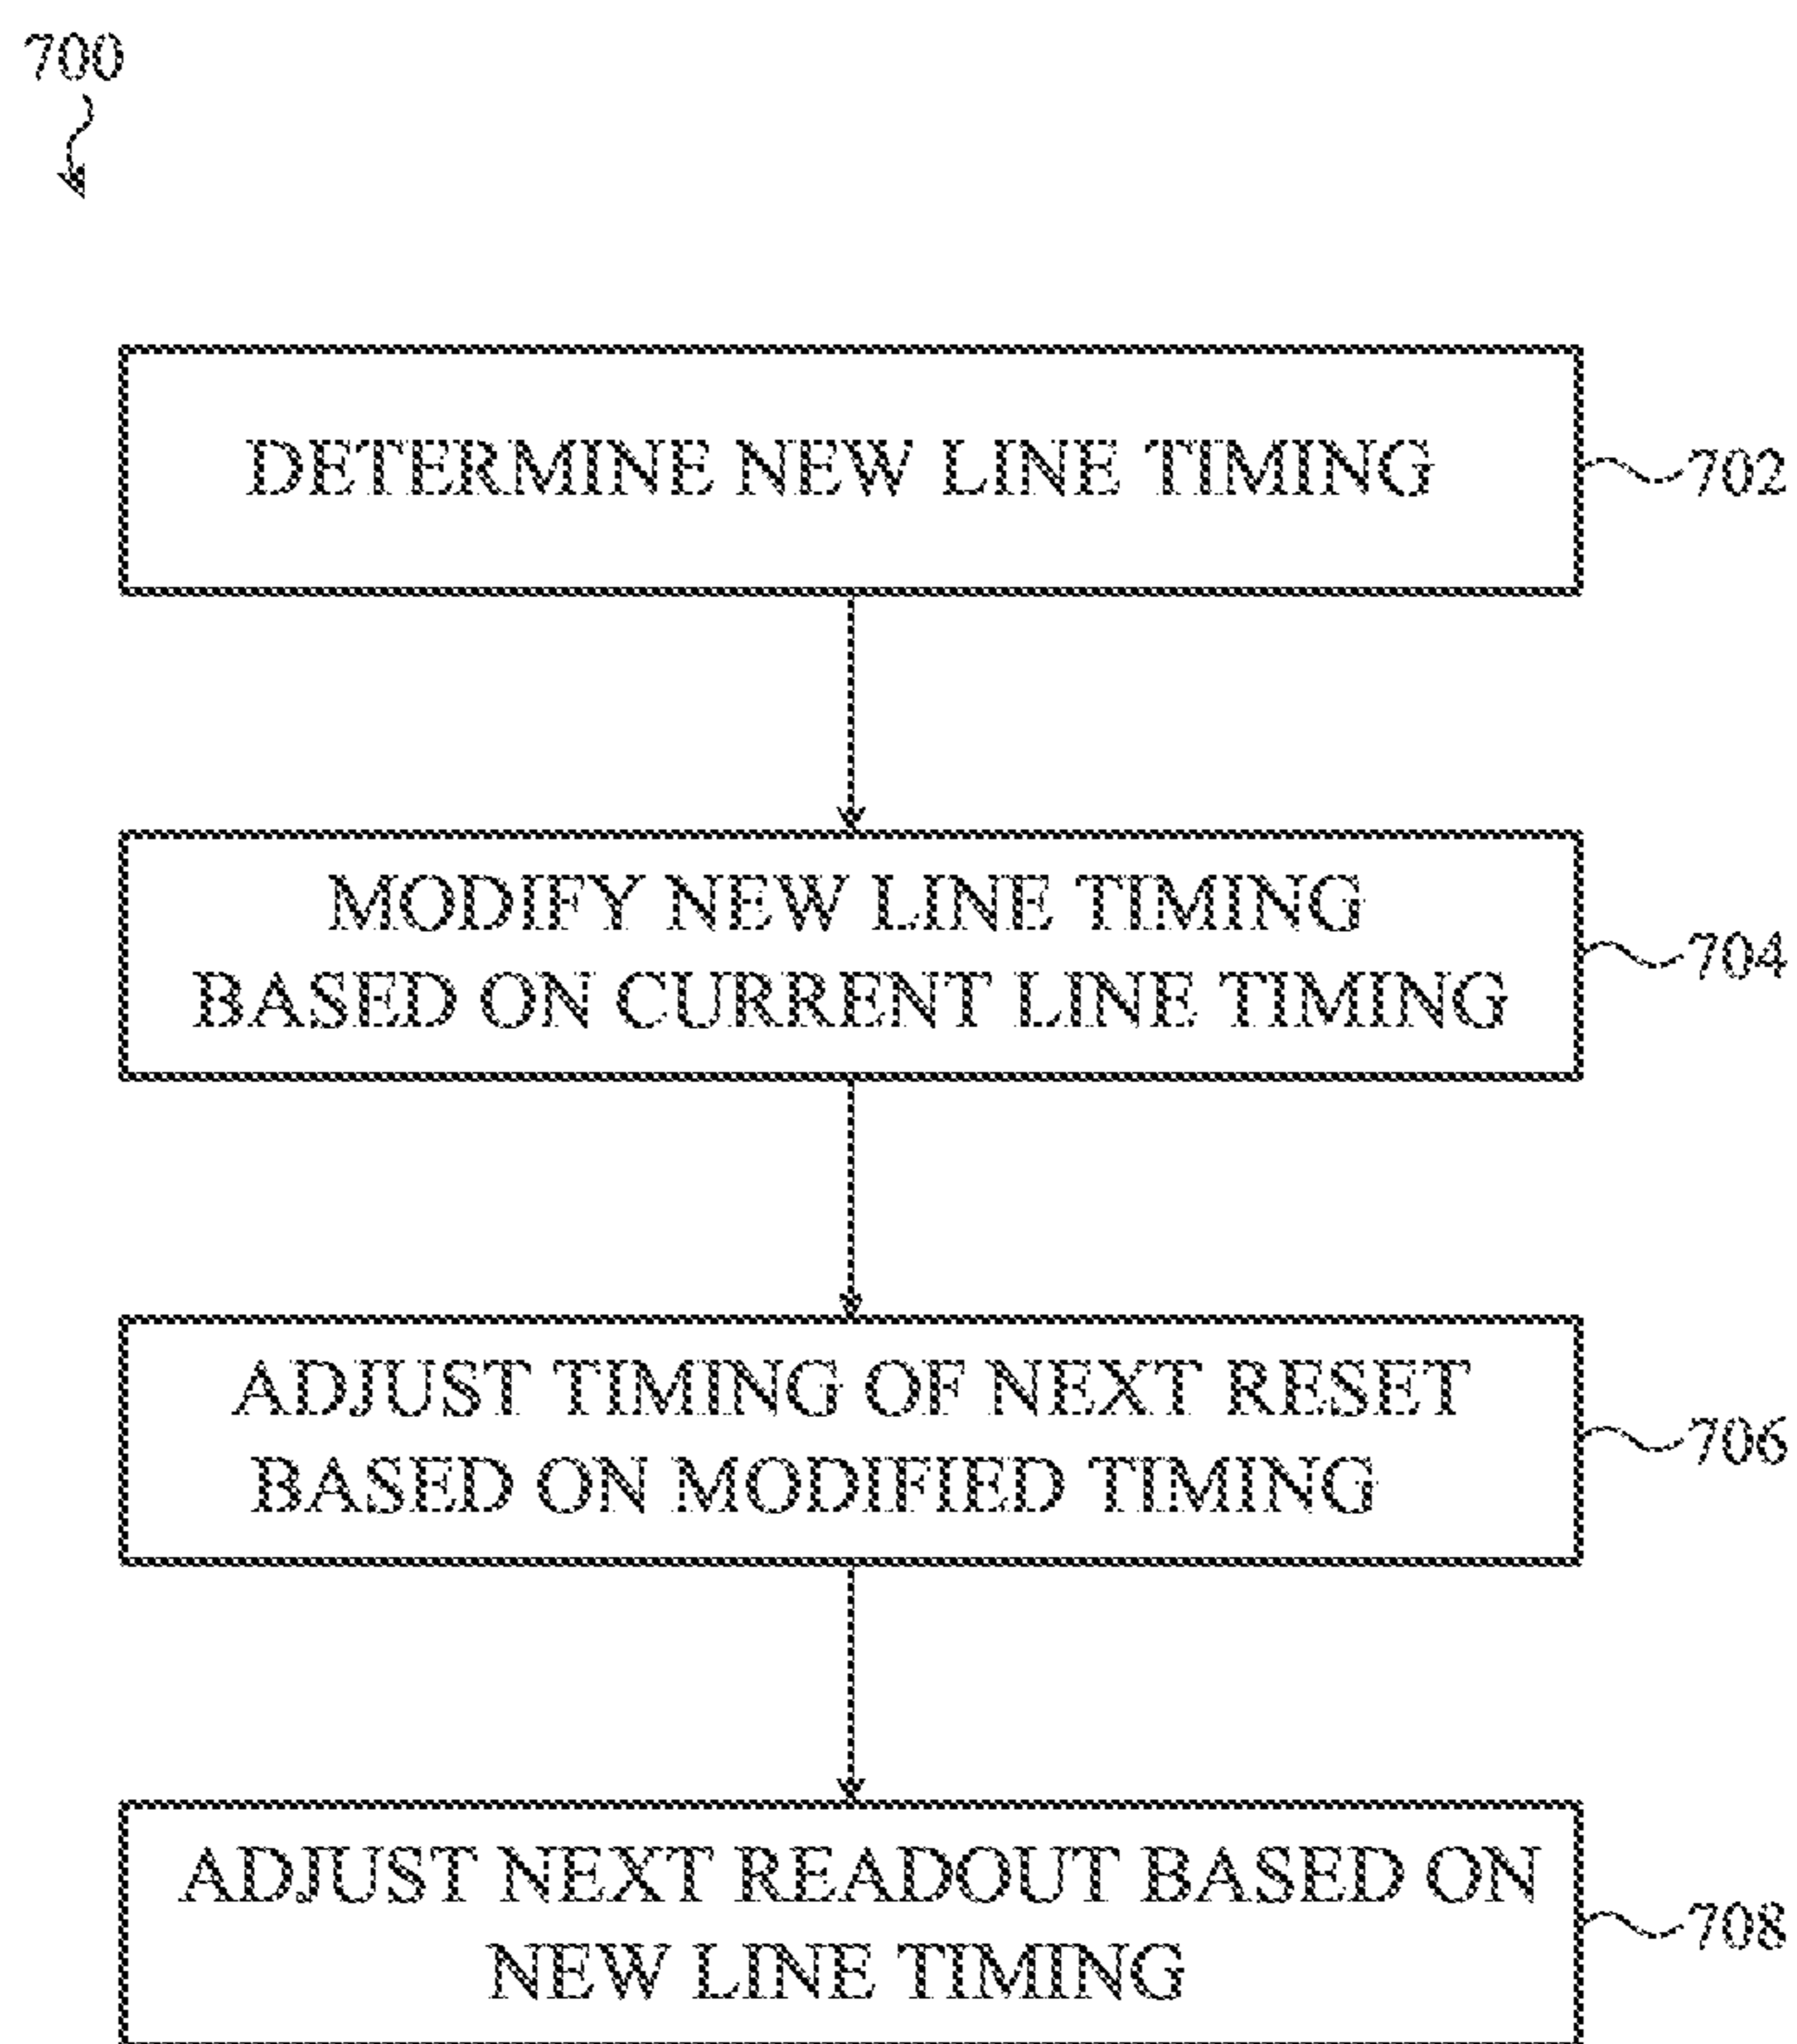 700
DETERMINE NEW LINE TIMING
702
MODIFY NEW LINE TIMING
BASED ON CURRENT LINE TIMING
704
ADJUST TIMING OF NEXT RESET
BASED ON MODIFIED TIMING
706
ADJUST NEXT READOUT BASED ON
NEW LINE TIMING
708